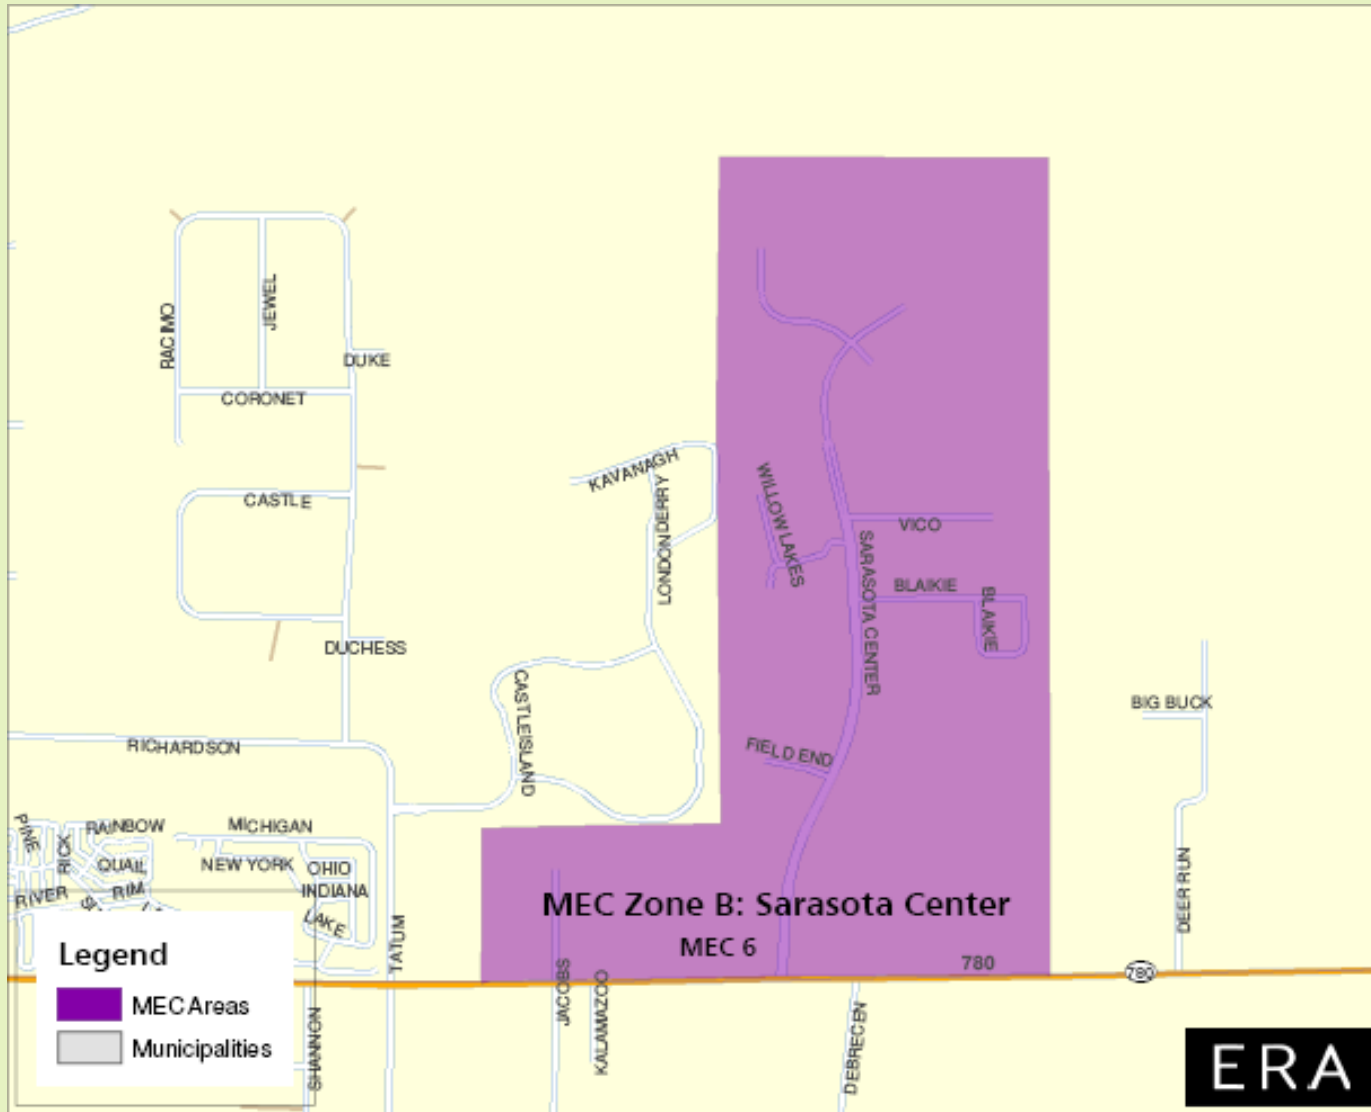 JEWEL
RACIMO
DUKE
CORONET
KAVANAGH
WILLOW LAKES
CASTLE
LONDONDERRY
VICO
SARASOTA CENTER
BLAIKIE
BLAIKIE
DUCHESS
CASTLEISLAND
BIG BUCK
RICHARDSON
FIELD END
PINE
RAINBOW
MICHIGAN
RICK
QUAIL
NEW YORK
OHIO
RIVER
RIM
INDIANA
DEER RUN
MEC Zone B: Sarasota Center
LAKE
TATUM
MEC 6
Legend
780
780
MEC Areas
JACOBS
KALAMAZOO
Municipalities
SHANNON
DEBRECEN
ERA